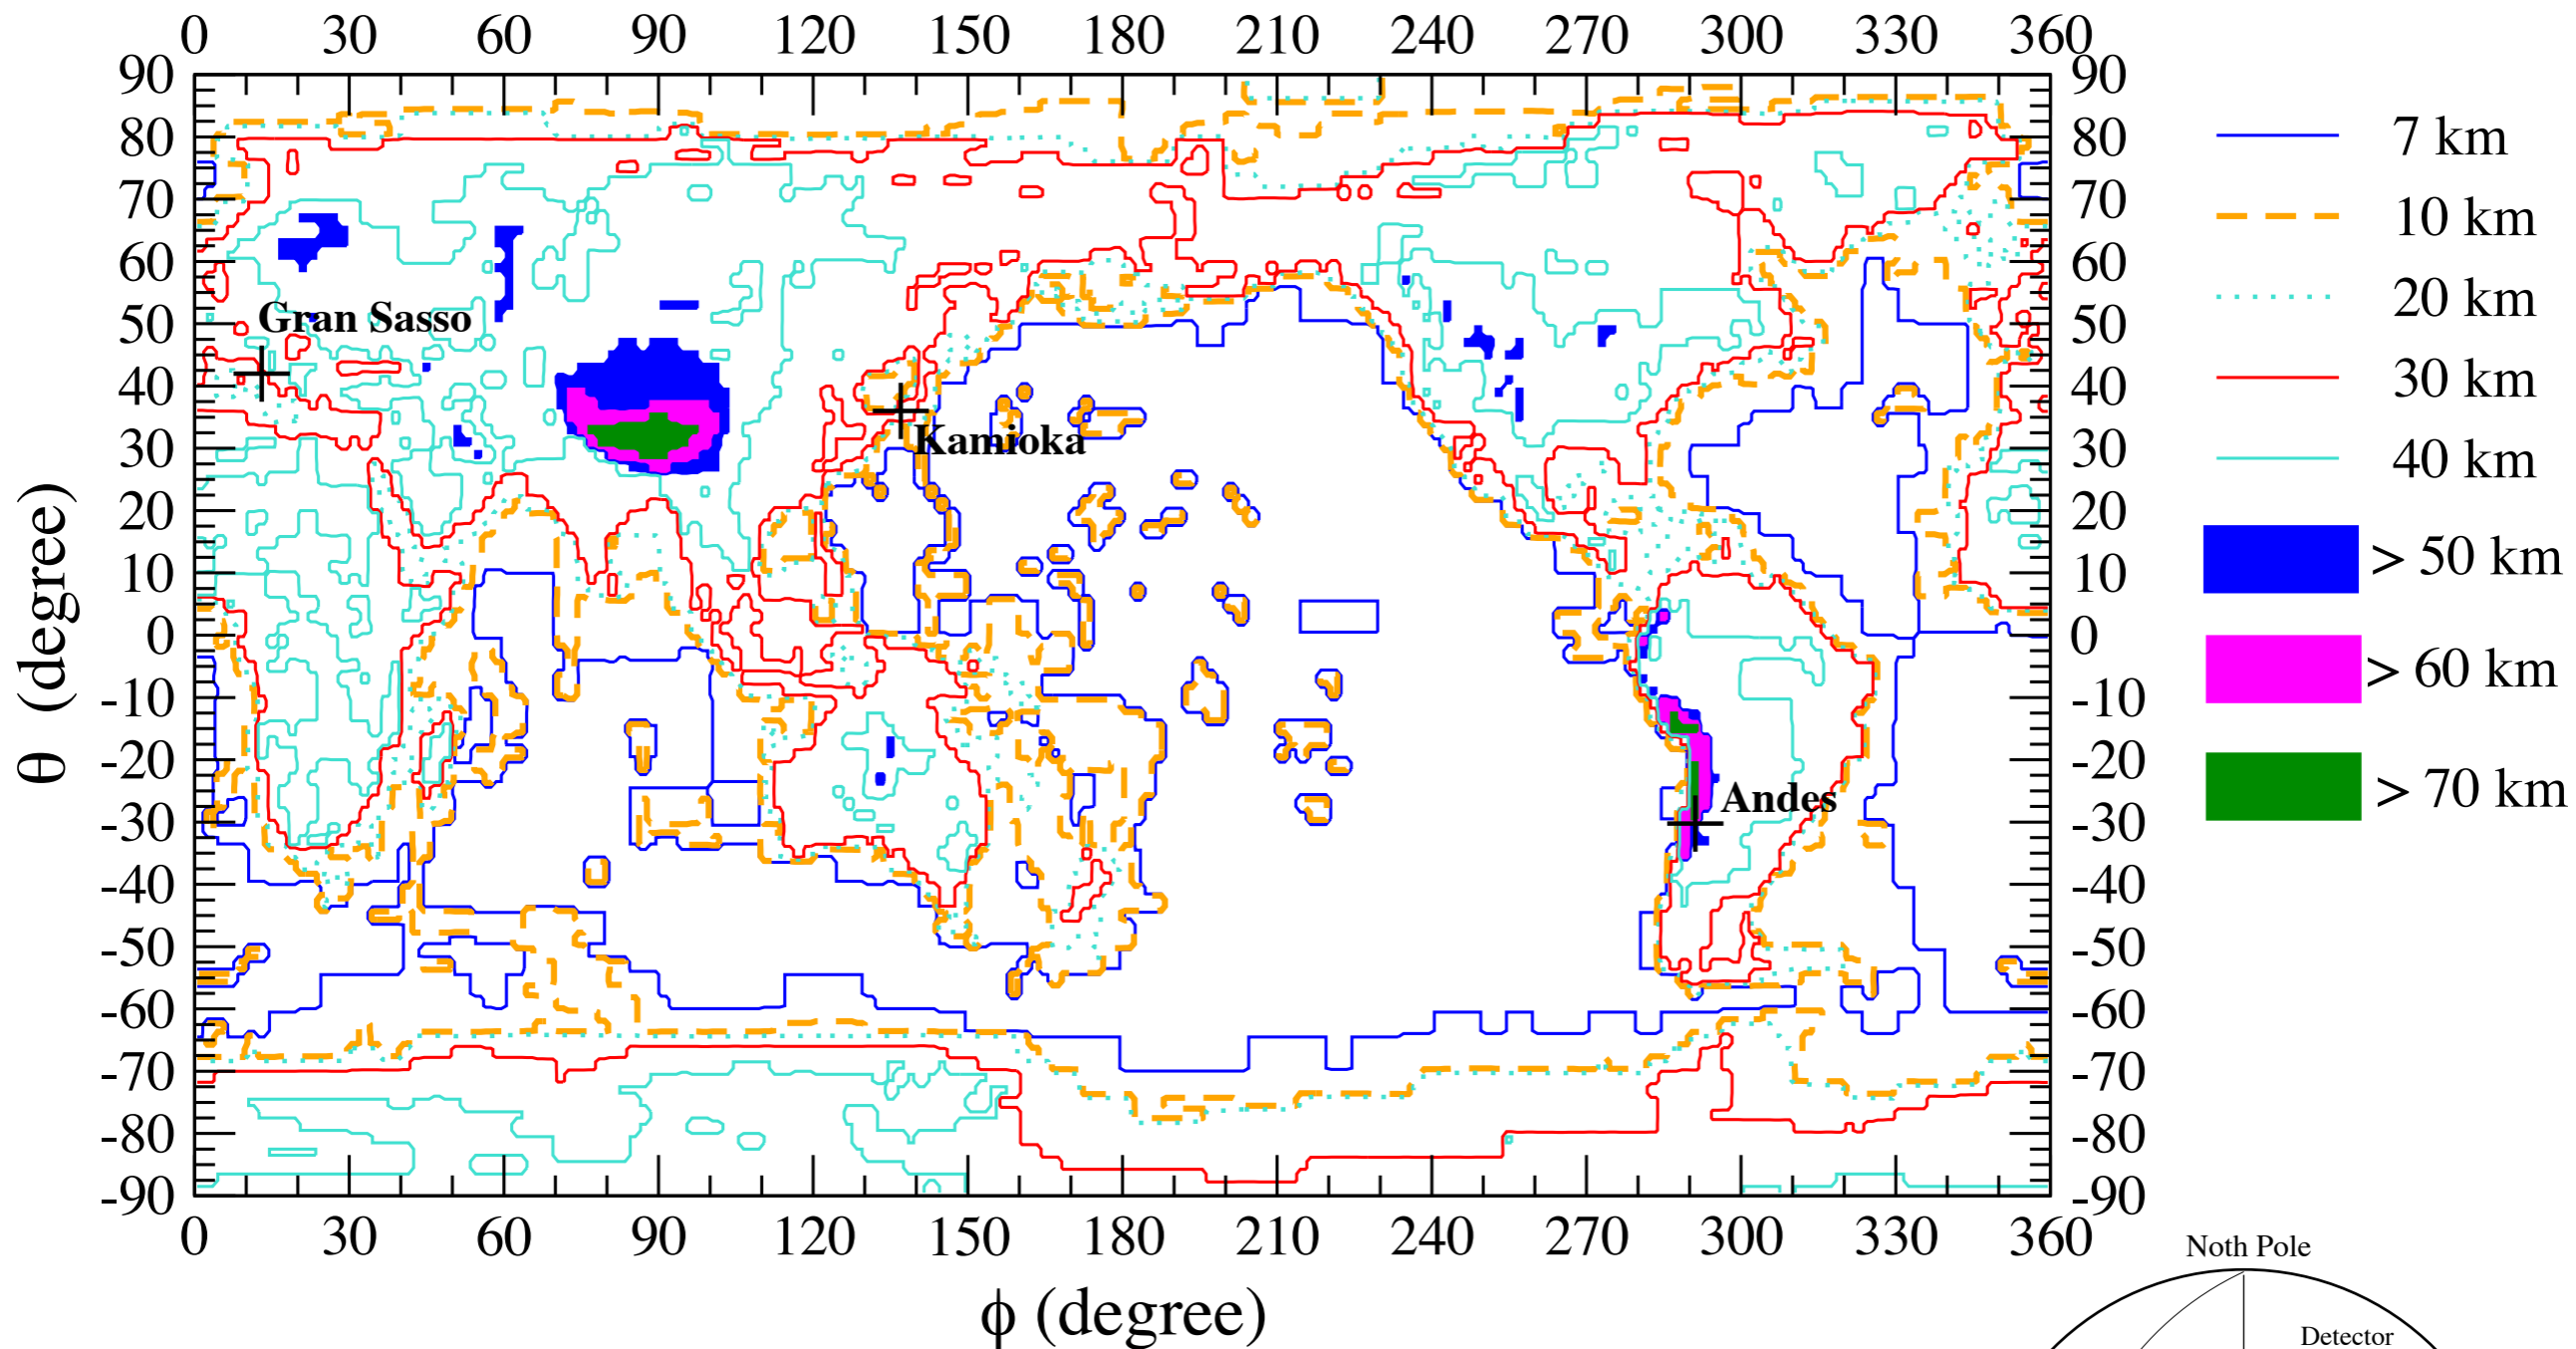 0 30 60 90 120 150 180 210 240 270 300 330 360
90 90
80 80 7 km
70 70 10 km
60 60 20 km
Gran Sasso
50 50 30 km
40 40 40 km
Kamioka
30 30
20 20 > 50 km
10 10
0 0 > 60 km
-10 -10
-20 -20 > 70 km
Andes
-30 -30
-40 -40
-50 -50
-60 -60
-70 -70
-80 -80
-90 -90
θ (degree)
0 30 60 90 120 150 180 210 240 270 300 330 360
ϕ (degree)
Noth Pole
Detector